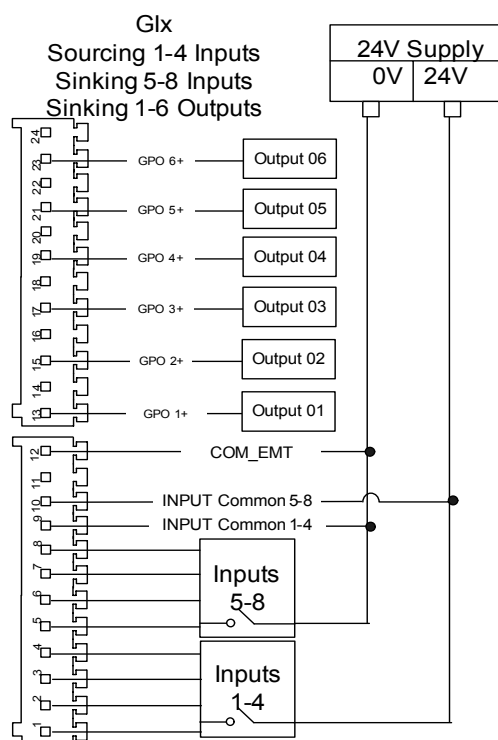 GIx
Sourcing 1-4 Inputs
Sinking 5-8 Inputs
Sinking 1-6 Outputs
24V Supply
0V 24V
24
23 GPO 6+ Output 06
22
21 GPO 5+ Output 05
20
19 GPO 4+ Output 04
18
17 GPO 3+ Output 03
16
15 GPO 2+ Output 02
14
13 GPO 1+ Output 01
12 COM_EMT
11
10 INPUT Common 5-8
9 INPUT Common 1-4
8
7
6
5
Inputs
5-8
4
3
2
1
Inputs
1-4